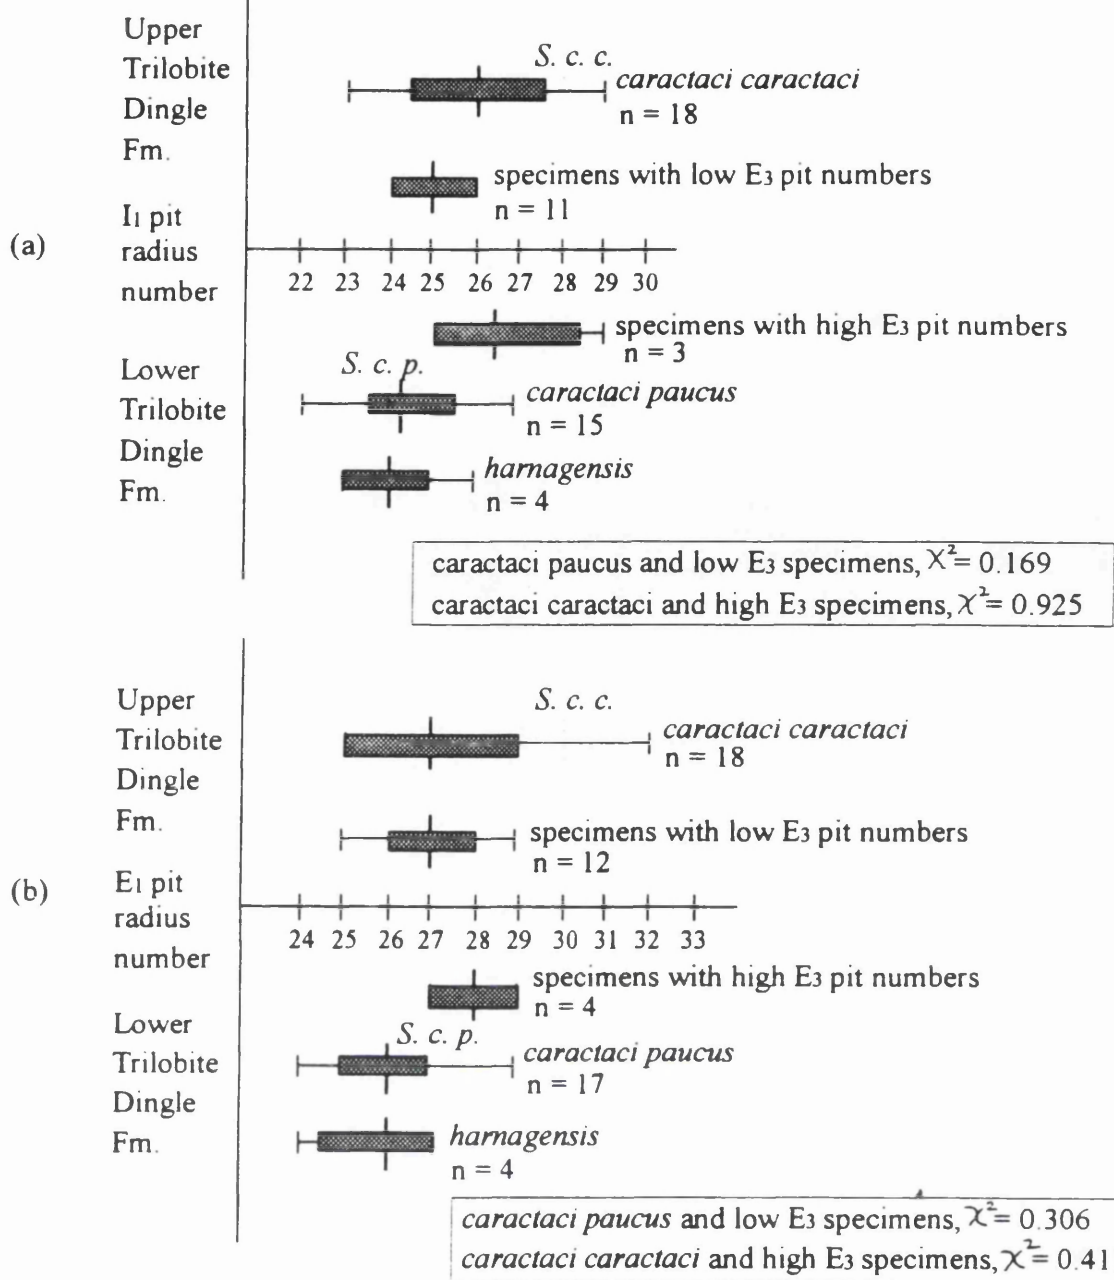 (a)
Upper
Trilobite
Dingle
Fm.
S. c. c.
caractaci caractaci
n = 18
specimens with low E3 pit numbers
n = 11
I1 pit
radius
number
22 23 24 25 26 27 28 29 30
specimens with high E3 pit numbers
n = 3
Lower
Trilobite
Dingle
Fm.
S. c. p.
caractaci paucus
n = 15
harnagensis
n = 4
caractaci paucus and low E3 specimens, χ²= 0.169
caractaci caractaci and high E3 specimens, χ²= 0.925
(b)
Upper
Trilobite
Dingle
Fm.
S. c. c.
caractaci caractaci
n = 18
specimens with low E3 pit numbers
n = 12
E1 pit
radius
number
24 25 26 27 28 29 30 31 32 33
specimens with high E3 pit numbers
n = 4
Lower
Trilobite
Dingle
Fm.
S. c. p.
caractaci paucus
n = 17
harnagensis
n = 4
caractaci paucus and low E3 specimens, χ²= 0.306
caractaci caractaci and high E3 specimens, χ²= 0.41